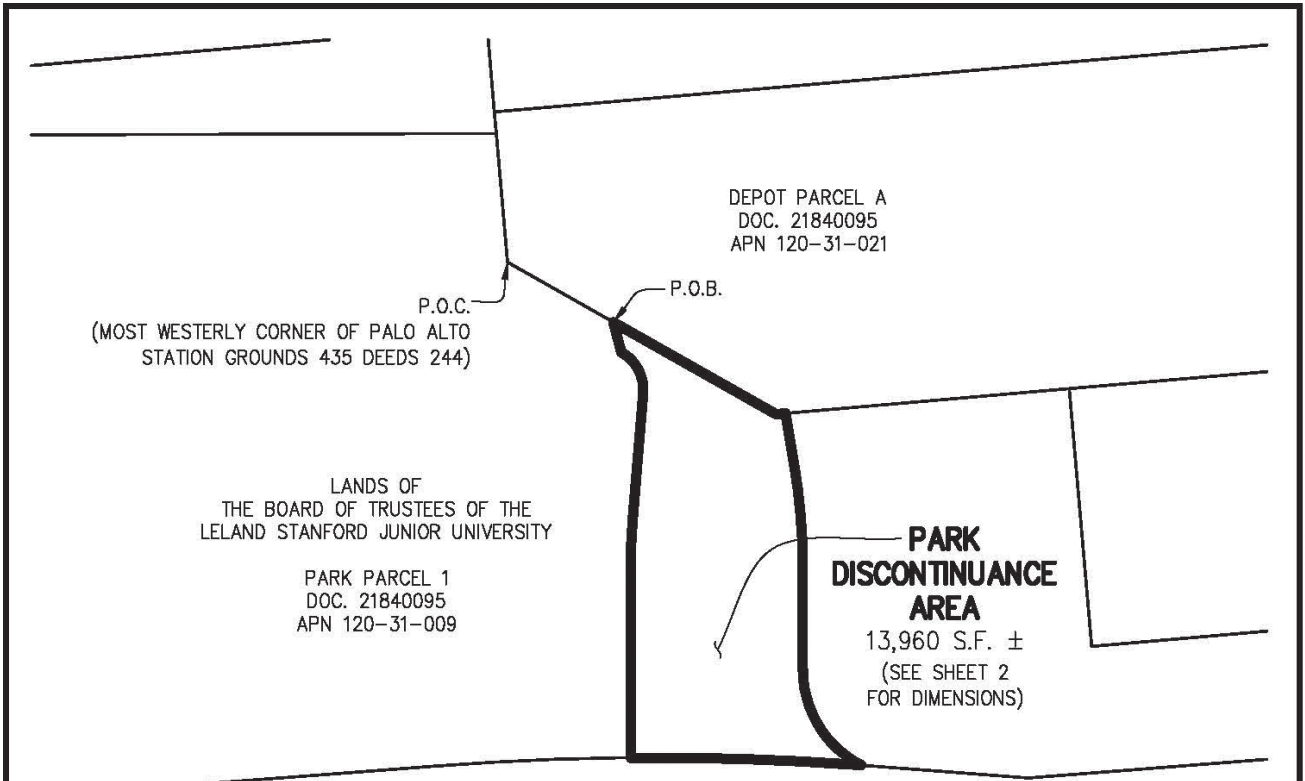 DEPOT PARCEL A
DOC. 21840095
APN 120-31-021
P.O.B.
P.O.C.
(MOST WESTERLY CORNER OF PALO ALTO
STATION GROUNDS 435 DEEDS 244)
LANDS OF
THE BOARD OF TRUSTEES OF THE
LELAND STANFORD JUNIOR UNIVERSITY
PARK PARCEL 1
DOC. 21840095
APN 120-31-009
PARK
DISCONTINUANCE
AREA
13,960 S.F. ±
(SEE SHEET 2
FOR DIMENSIONS)